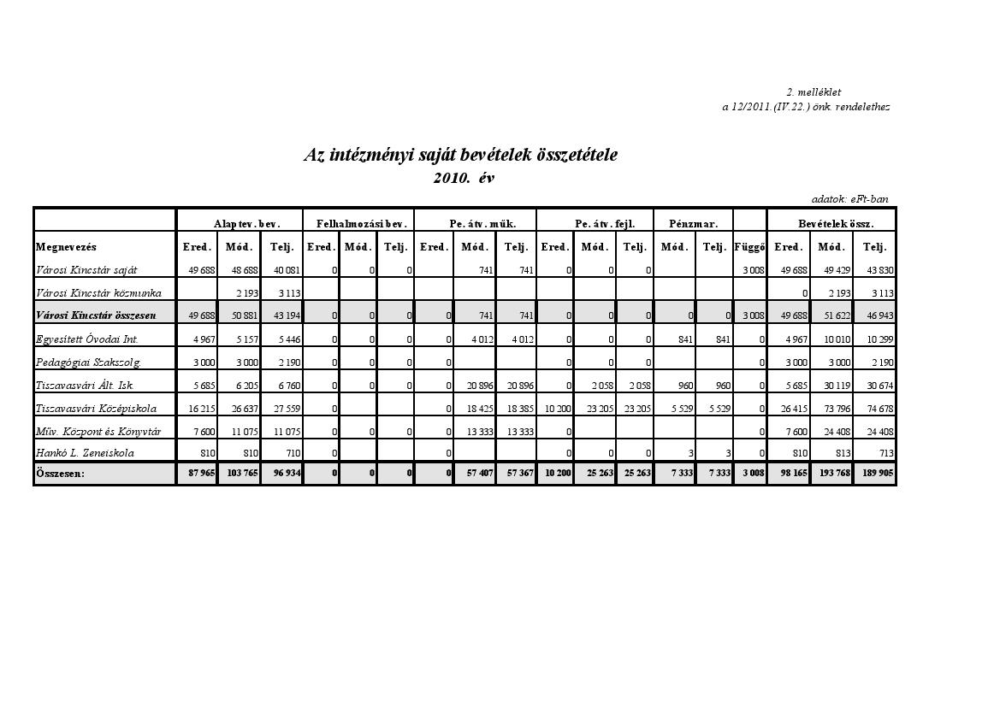 2. melléklet
a 12/2011.(IV.22.) önk. rendelethez
Az intézményi saját bevételek összetétele
2010. év
adatok: eFt-ban
Alaptev. bev. Felhalmozási bev. Pe. átv. műk. Pe. átv. fejl. Pénzmar. Bevételek össz.
Megnevezés Ered. Mód. Telj. Ered. Mód. Telj. Ered. Mód. Telj. Ered. Mód. Telj. Mód. Telj. Függő Ered. Mód. Telj.
Városi Kincstár saját 49 688 48 688 40 081 0 0 0 741 741 0 0 0 3 008 49 688 49 429 43 830
Városi Kincstár közmunka 2 193 3 113 0 2 193 3 113
Városi Kincstár összesen 49 688 50 881 43 194 0 0 0 0 741 741 0 0 0 0 0 3 008 49 688 51 622 46 943
Egyesített Óvodai Int. 4 967 5 157 5 446 0 0 0 0 4 012 4 012 0 0 0 841 841 0 4 967 10 010 10 299
Pedagógiai Szakszolg. 3 000 3 000 2 190 0 0 0 0 0 0 0 0 3 000 3 000 2 190
Tiszavasvári Ált. Isk. 5 685 6 205 6 760 0 0 0 0 20 896 20 896 0 2 058 2 058 960 960 0 5 685 30 119 30 674
Tiszavasvári Középiskola 16 215 26 637 27 559 0 0 0 0 18 425 18 385 10 200 23 205 23 205 5 529 5 529 0 26 415 73 796 74 678
Műv. Központ és Könyvtár 7 600 11 075 11 075 0 0 0 0 13 333 13 333 0 0 7 600 24 408 24 408
Hankó L. Zeneiskola 810 810 710 0 0 0 0 0 3 3 0 810 813 713
Összesen: 87 965 103 765 96 934 0 0 0 0 57 407 57 367 10 200 25 263 25 263 7 333 7 333 3 008 98 165 193 768 189 905